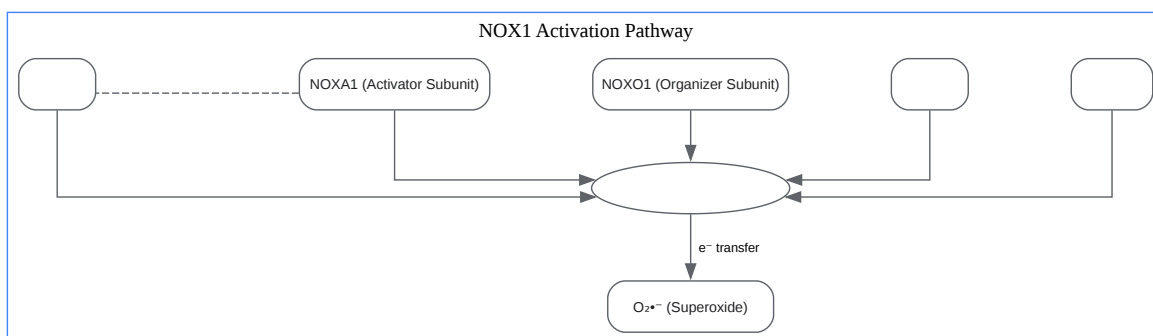 NOX1 Activation Pathway
NOXA1 (Activator Subunit)
NOXO1 (Organizer Subunit)
e⁻ transfer
O₂•⁻ (Superoxide)